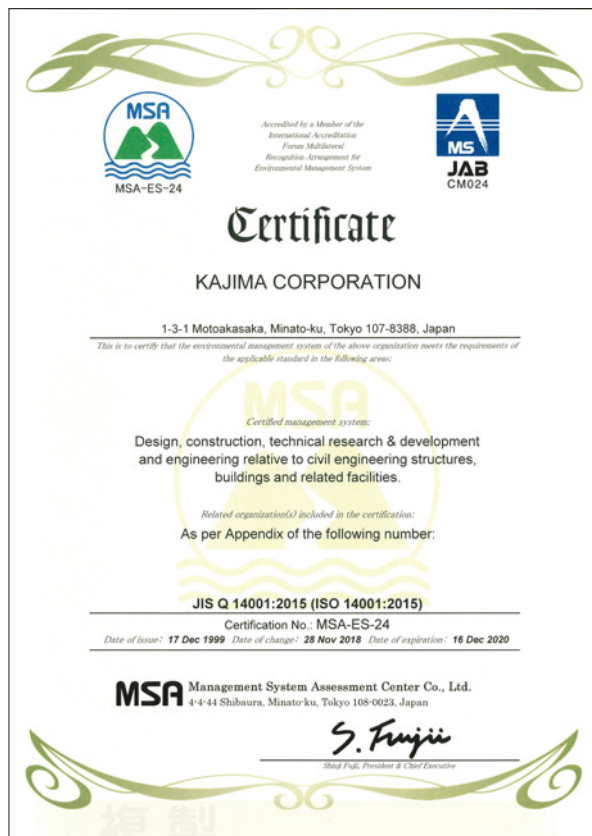 MSA
MSA-ES-24
Accredited by a Member of the
International Accreditation
Forum Multilateral
Recognition Arrangement for
Environmental Management System
MS
JAB
CM024
Certificate
KAJIMA CORPORATION
1-3-1 Motoakasaka, Minato-ku, Tokyo 107-8388, Japan
This is to certify that the environmental management system of the above organization meets the requirements of
the applicable standard in the following areas:
MSA
Certified management system:
Design, construction, technical research & development
and engineering relative to civil engineering structures,
buildings and related facilities.
Related organization(s) included in the certification:
As per Appendix of the following number:
JIS Q 14001:2015 (ISO 14001:2015)
Certification No.: MSA-ES-24
Date of issue: 17 Dec 1999 Date of change: 28 Nov 2018 Date of expiration: 16 Dec 2020
MSA Management System Assessment Center Co., Ltd.
4-4-44 Shibaura, Minato-ku, Tokyo 108-0023, Japan
S. Fujii
Shinji Fujii, President & Chief Executive
複製